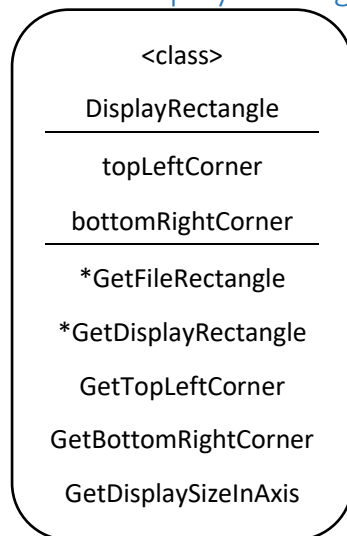 <class>
DisplayRectangle
topLeftCorner
bottomRightCorner
*GetFileRectangle
*GetDisplayRectangle
GetTopLeftCorner
GetBottomRightCorner
GetDisplaySizeInAxis